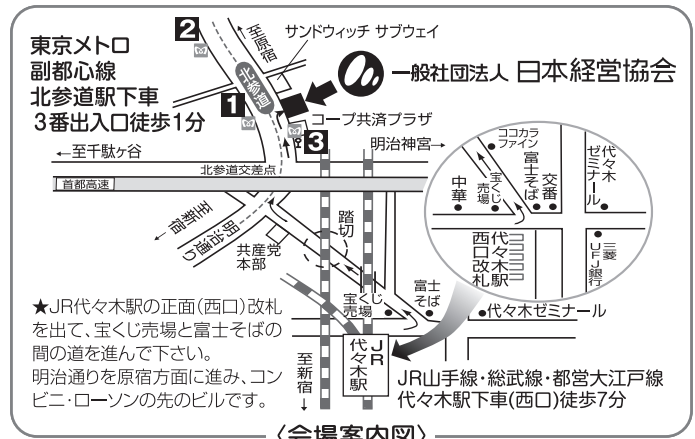 東京メトロ
副都心線
北参道駅下車
3番出入口徒歩1分
2
至原宿
サンドウィッチ サブウェイ
北参道
一般社団法人 日本経営協会
1
コープ共済プラザ
3
←至千駄ヶ谷
明治神宮→
北参道交差点
首都高速
至新宿
明治通り
共産党
本部
踏切
宝くじ
売場
富士
そば
代々木ゼミナール
ココカラ
ファイン
中華
宝くじ
売場
富士そば
交番
代々木
ゼミナール
代々木駅
西口改札
三菱
UFJ銀行
★JR代々木駅の正面(西口)改札
を出て、宝くじ売場と富士そばの
間の道を進んで下さい。
明治通りを原宿方面に進み、コン
ビニ・ローソンの先のビルです。
至新宿
JR
代々木駅
JR山手線・総武線・都営大江戸線
代々木駅下車(西口)徒歩7分
〈会場案内図〉